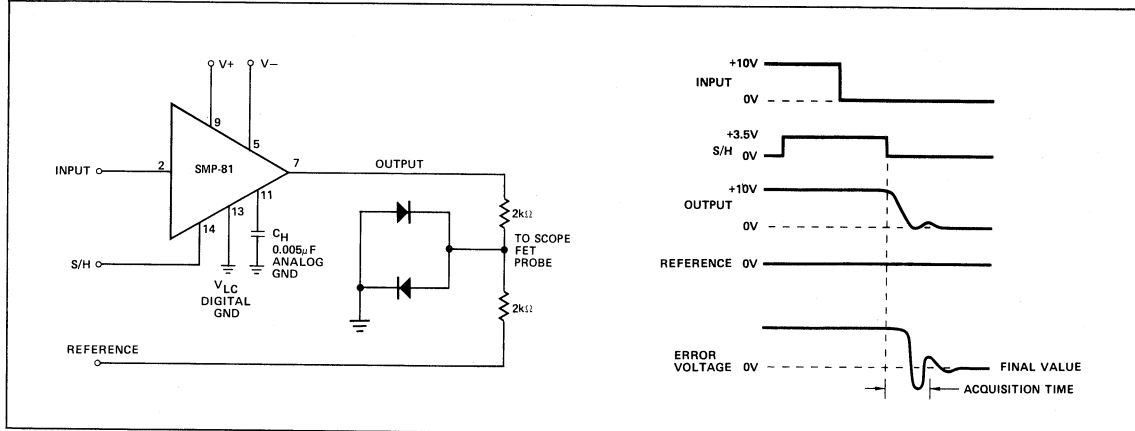 V+
V−
9
5
2
SMP-81
7
INPUT
OUTPUT
11
13
14
2kΩ
C_H
0.005µF
ANALOG
GND
TO SCOPE
FET
PROBE
S/H
V_LC
DIGITAL
GND
2kΩ
REFERENCE
+10V
INPUT
0V
+3.5V
S/H 0V
+10V
OUTPUT
0V
REFERENCE 0V
ERROR
VOLTAGE 0V
FINAL VALUE
ACQUISITION TIME